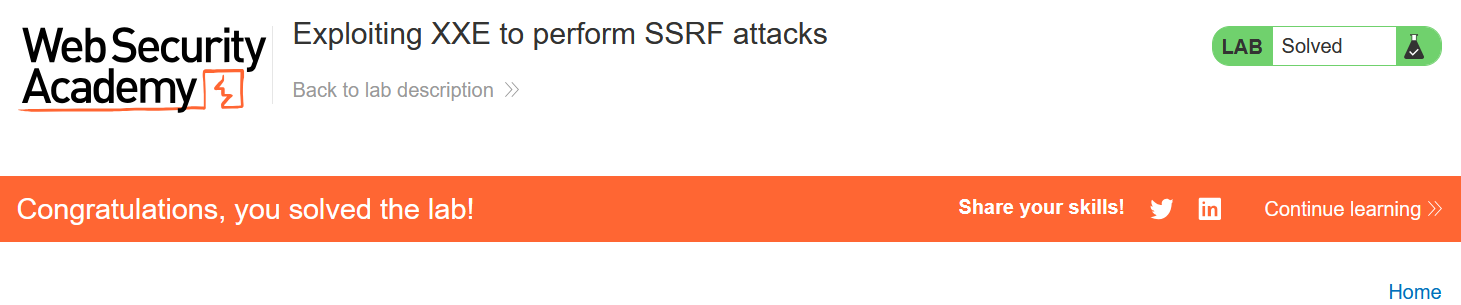 Web Security
Academy
Exploiting XXE to perform SSRF attacks
Back to lab description
LAB Solved
Congratulations, you solved the lab!
Share your skills!
in
Continue learning
Home